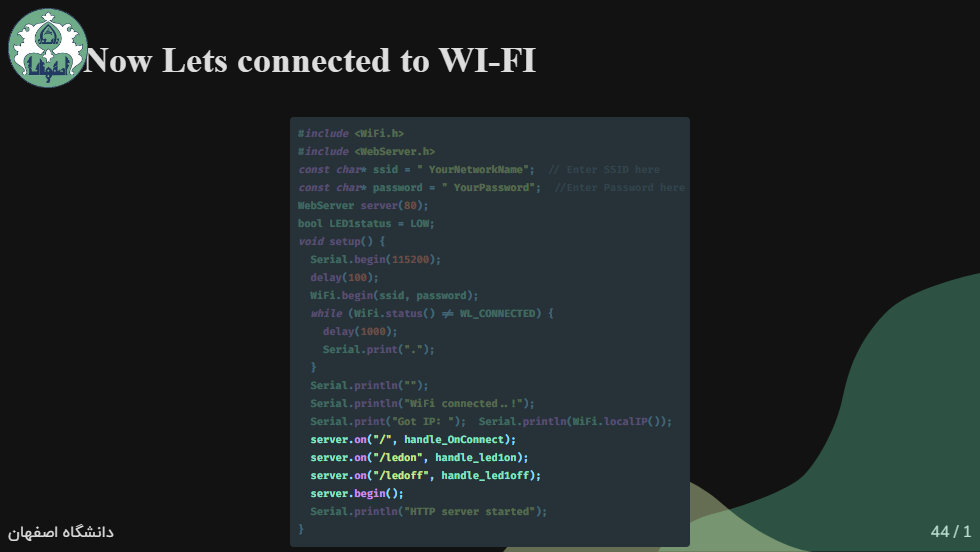 اصفهان
Now Lets connected to WI-FI
#include <WiFi.h>
#include <WebServer.h>
const char* ssid = " YourNetworkName";  // Enter SSID here
const char* password = " YourPassword";  //Enter Password here
WebServer server(80);
bool LED1status = LOW;
void setup() {
  Serial.begin(115200);
  delay(100);
  WiFi.begin(ssid, password);
  while (WiFi.status() != WL_CONNECTED) {
    delay(1000);
    Serial.print(".");
  }
  Serial.println("");
  Serial.println("WiFi connected..!");
  Serial.print("Got IP: ");  Serial.println(WiFi.localIP());
  server.on("/", handle_OnConnect);
  server.on("/ledon", handle_led1on);
  server.on("/ledoff", handle_led1off);
  server.begin();
  Serial.println("HTTP server started");
}
دانشگاه اصفهان
44 / 1